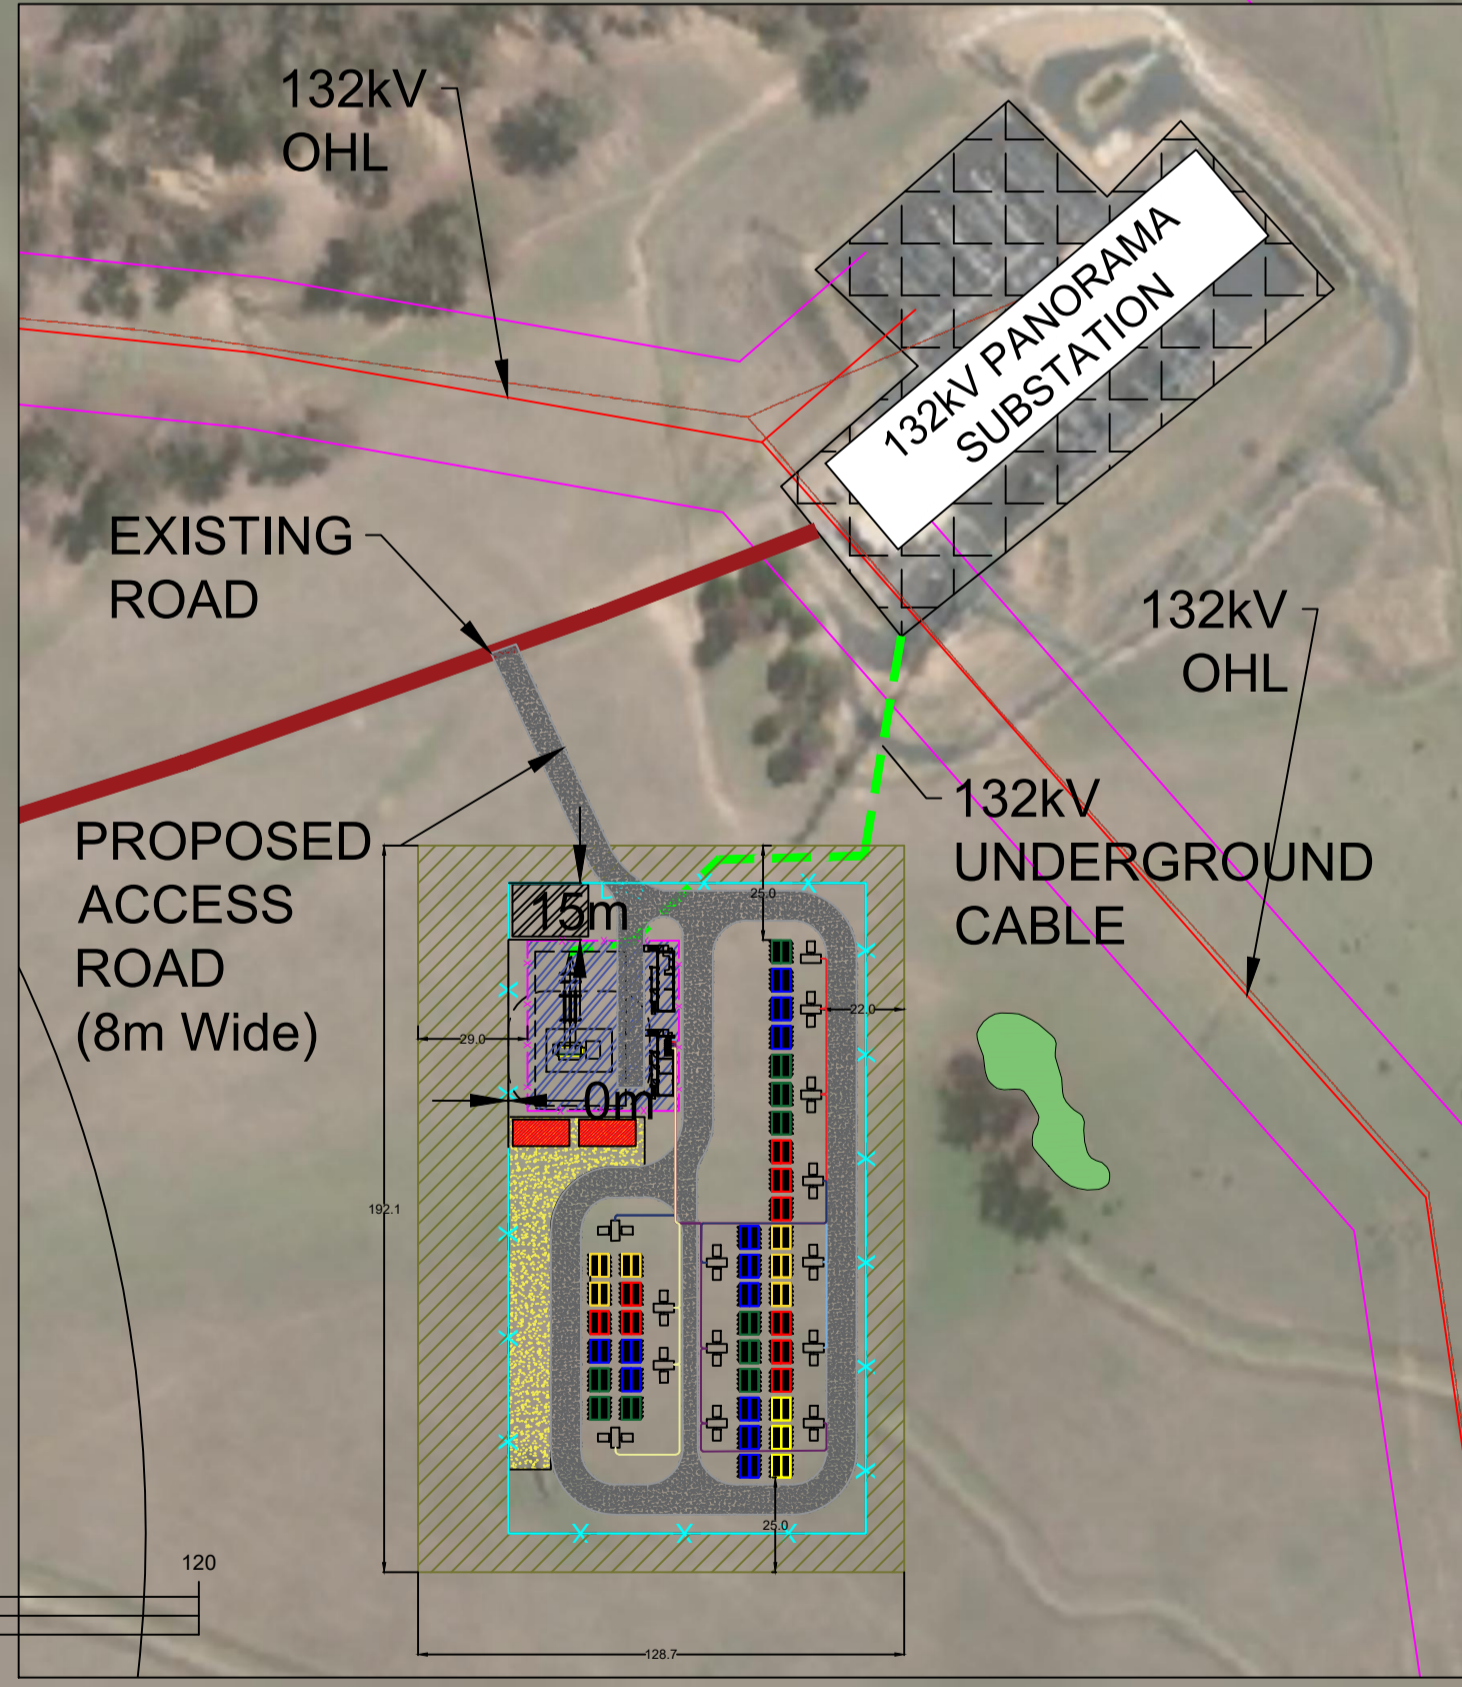 132kV
OHL
132kV PANORAMA
SUBSTATION
EXISTING
ROAD
132kV
OHL
132kV
UNDERGROUND
CABLE
PROPOSED
ACCESS
ROAD
(8m Wide)
15m
25.0
22.0
29.0
0m
192.1
25.0
120
128.7